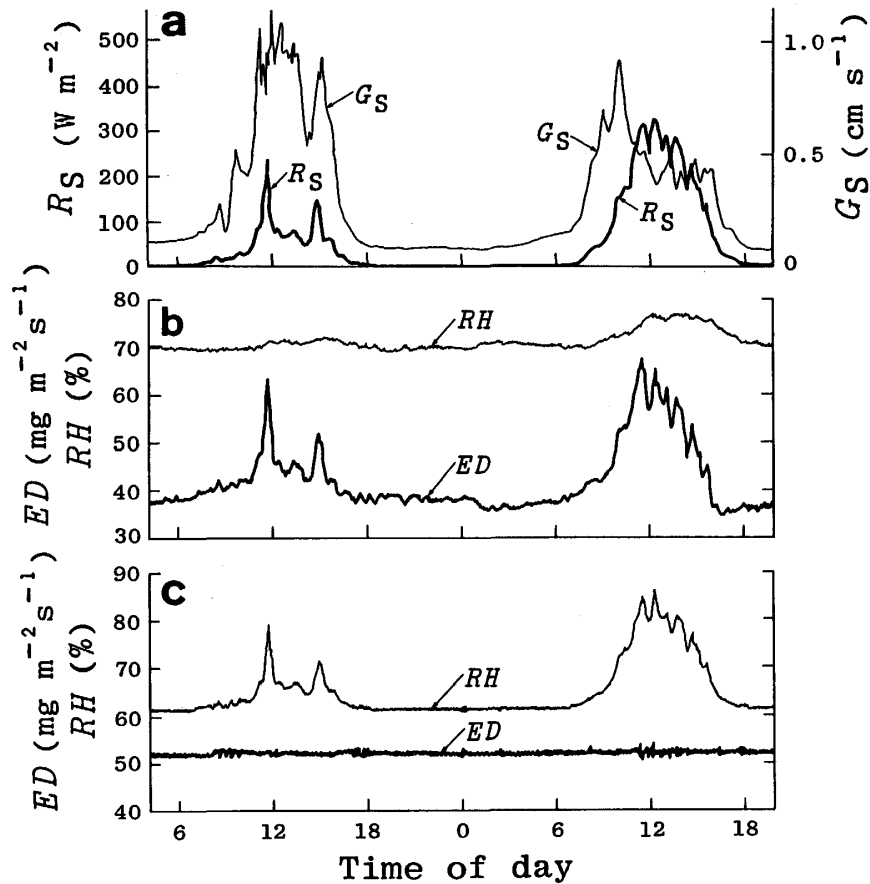 a
R_S (W m⁻²)
500
400
300
200
100
0
G_S (cm s⁻¹)
1.0
0.5
0
G_S
R_S
G_S
R_S
b
ED (mg m⁻²s⁻¹)
RH (%)
80
70
60
50
40
30
RH
ED
c
ED (mg m⁻²s⁻¹)
RH (%)
90
80
70
60
50
40
RH
ED
6 12 18 0 6 12 18
Time of day